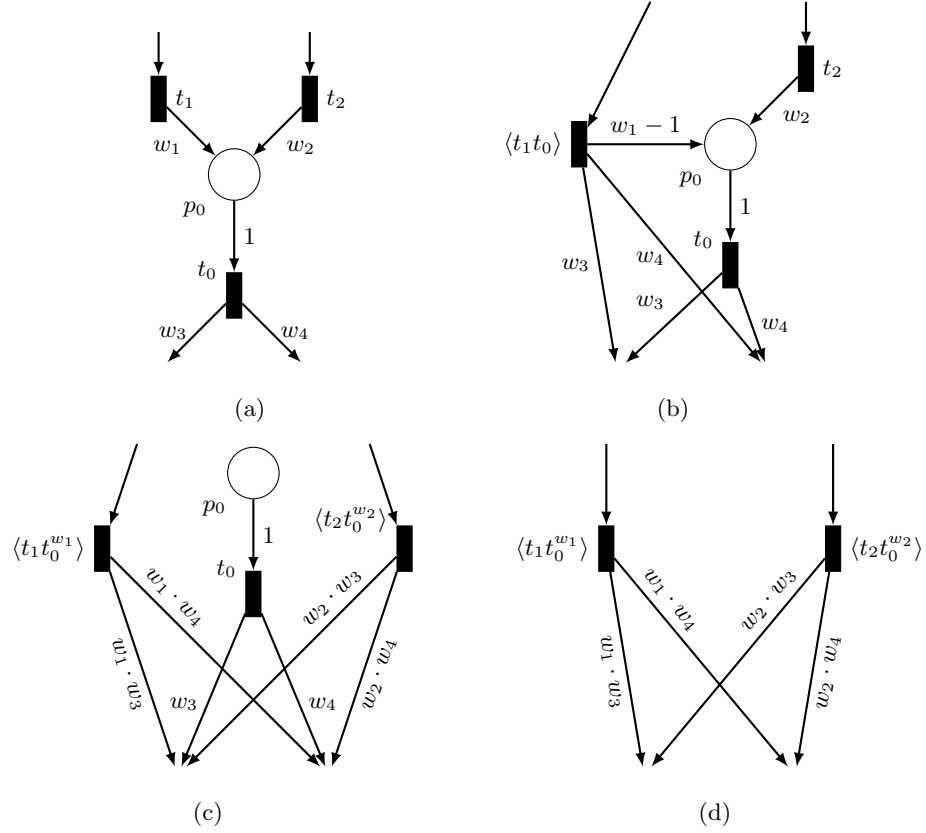 t₁
t₂
w₁
w₂
p₀
1
t₀
w₃
w₄
(a)
t₂
w₂
⟨t₁t₀⟩
w₁ − 1
p₀
1
t₀
w₃
w₄
w₃
w₄
(b)
p₀
⟨t₂t₀^{w₂}⟩
⟨t₁t₀^{w₁}⟩
1
t₀
w₁ · w₄
w₂ · w₃
w₁ · w₃
w₂ · w₄
w₃
w₄
(c)
⟨t₁t₀^{w₁}⟩
⟨t₂t₀^{w₂}⟩
w₁ · w₄
w₂ · w₃
w₁ · w₃
w₂ · w₄
(d)